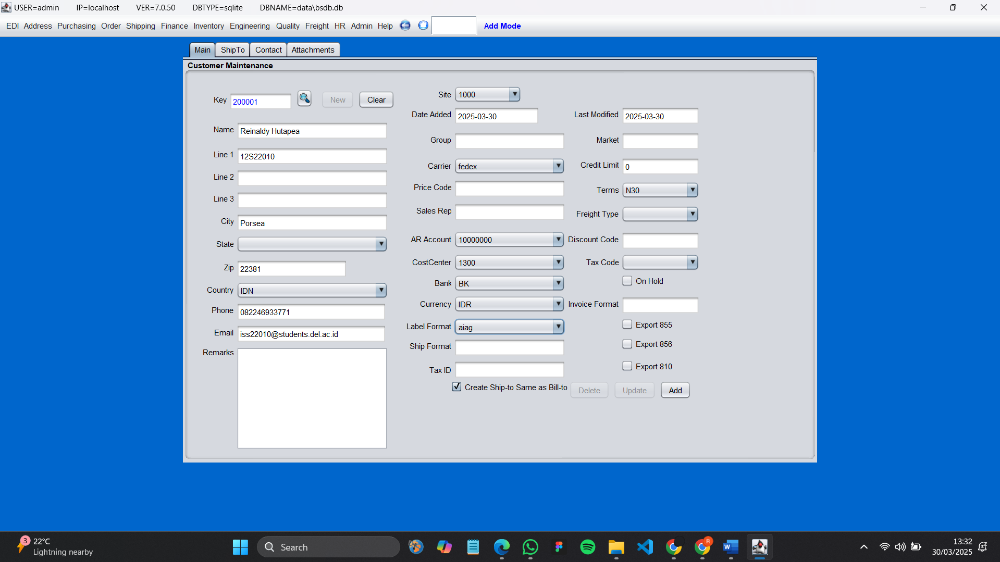 USER=admin IP=localhost VER=7.0.50 DBTYPE=sqlite DBNAME=data\bsdb.db
EDI Address Purchasing Order Shipping Finance Inventory Engineering Quality Freight HR Admin Help Add Mode
Main ShipTo Contact Attachments
Customer Maintenance
Key 200001 New Clear
Name Reinaldy Hutapea
Line 1 12S22010
Line 2
Line 3
City Porsea
State
Zip 22381
Country IDN
Phone 082246933771
Email iss22010@students.del.ac.id
Remarks
Site 1000
Date Added 2025-03-30
Group
Carrier fedex
Price Code
Sales Rep
AR Account 10000000
CostCenter 1300
Bank BK
Currency IDR
Label Format aiag
Ship Format
Tax ID
Create Ship-to Same as Bill-to
Last Modified 2025-03-30
Market
Credit Limit 0
Terms N30
Freight Type
Discount Code
Tax Code
On Hold
Invoice Format
Export 855
Export 856
Export 810
Delete Update Add
3 22°C
Lightning nearby
Search
R
13:32
30/03/2025